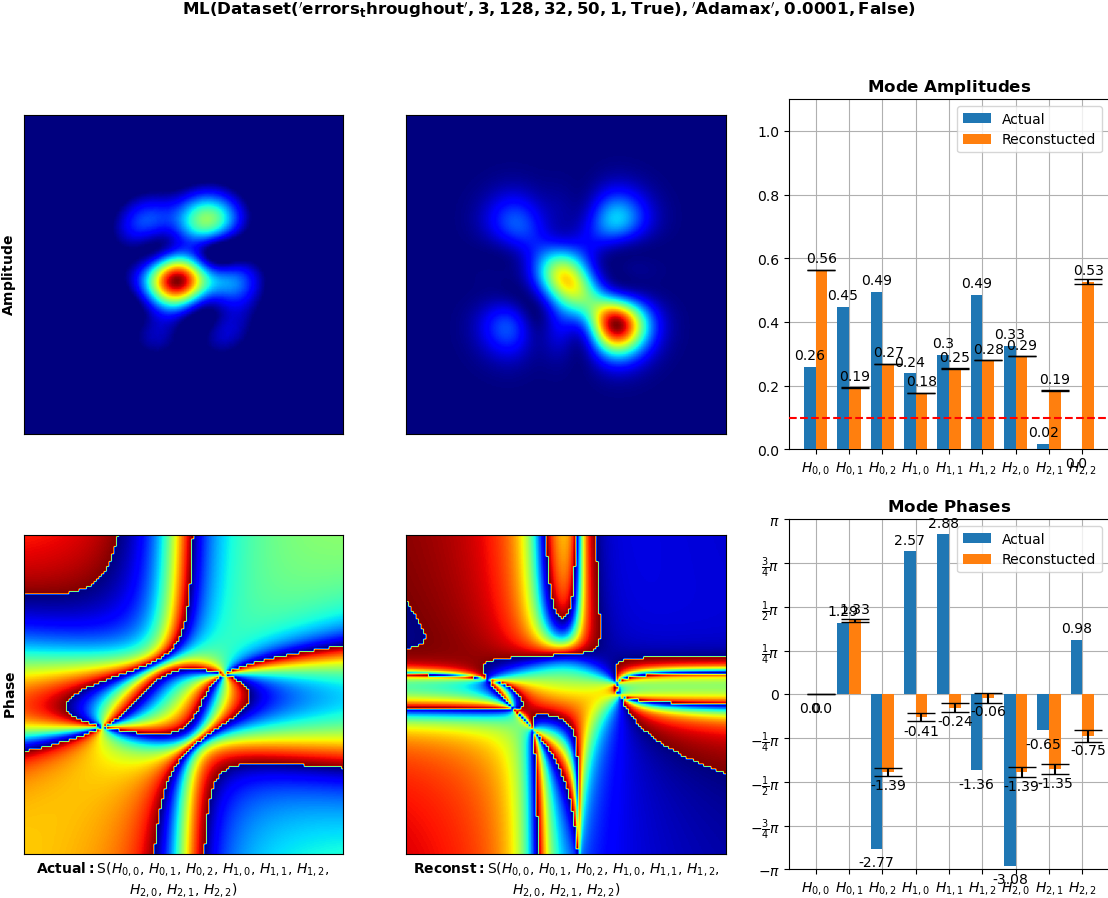 ML(Dataset('errors_throughout', 3, 128, 32, 50, 1, True), 'Adamax', 0.0001, False)
Amplitude
Mode Amplitudes
Actual
Reconstucted
1.0
0.8
0.6
0.4
0.2
0.0
0.26
0.56
0.45
0.19
0.49
0.27
0.24
0.18
0.3
0.25
0.49
0.28
0.33
0.29
0.02
0.19
0.0
0.53
H0,0 H0,1 H0,2 H1,0 H1,1 H1,2 H2,0 H2,1 H2,2
Phase
Actual: S(H0,0, H0,1, H0,2, H1,0, H1,1, H1,2,
H2,0, H2,1, H2,2)
Reconst: S(H0,0, H0,1, H0,2, H1,0, H1,1, H1,2,
H2,0, H2,1, H2,2)
Mode Phases
Actual
Reconstucted
π
3/4π
1/2π
1/4π
0
−1/4π
−1/2π
−3/4π
−π
0.0
0.0
1.29
1.33
-2.77
-1.39
2.57
-0.41
2.88
-0.24
-1.36
-0.06
-3.08
-1.39
-0.65
-1.35
0.98
-0.75
H0,0 H0,1 H0,2 H1,0 H1,1 H1,2 H2,0 H2,1 H2,2